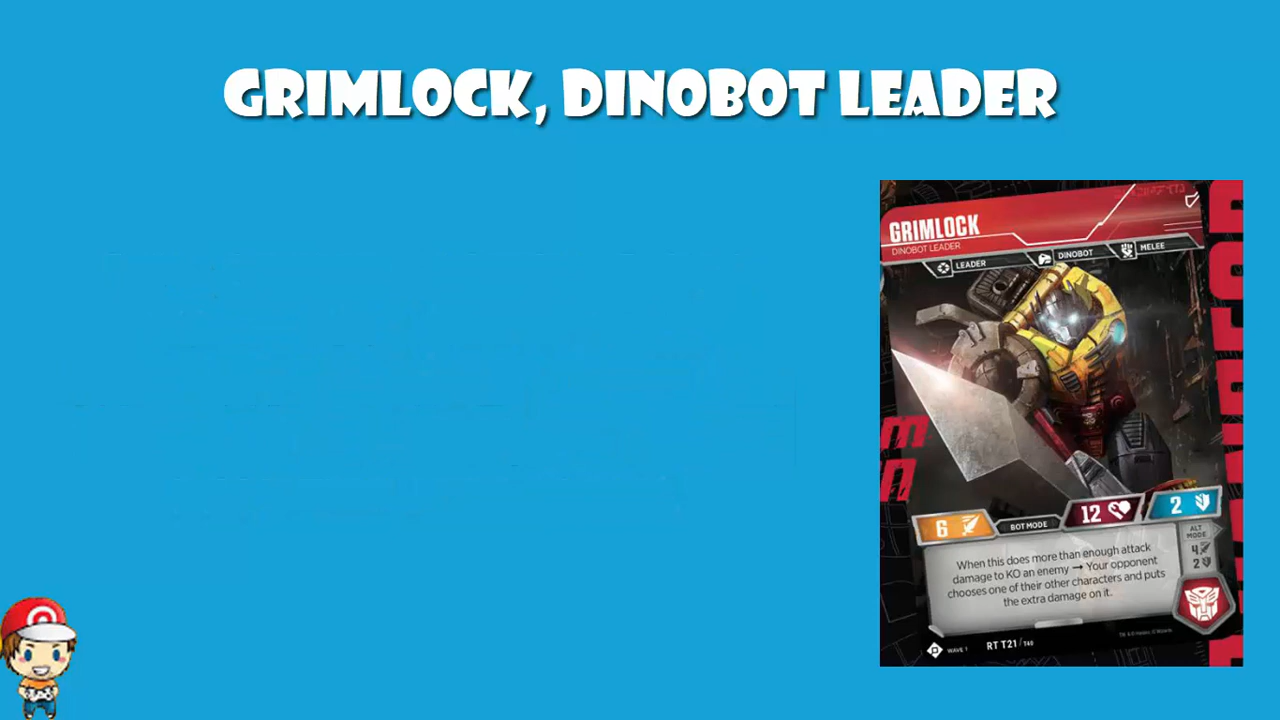 GRIMLOCK, DINOBOT LEADER
GRIMLOCK
DINOBOT LEADER
LEADER
DINOBOT
MELEE
6
BOT MODE
12
2
When this does more than enough attack
damage to KO an enemy → Your opponent
chooses one of their other characters and puts
the extra damage on it.
ALT
MODE
4
2
WAVE 1
RT T21/T40